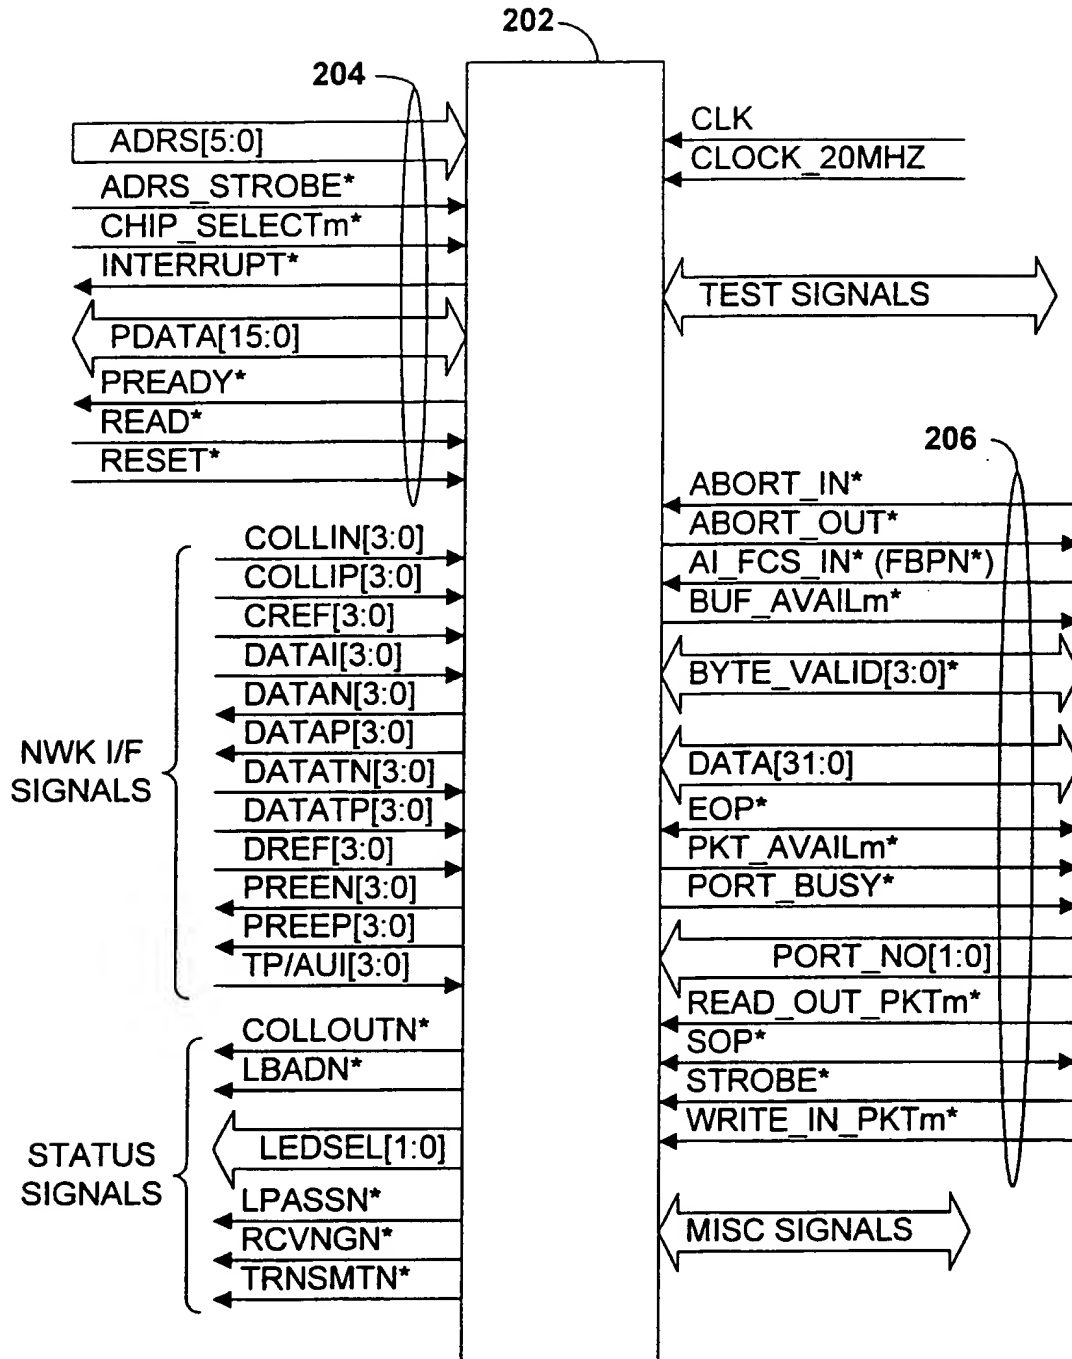 202
204
ADRS[5:0]
ADRS_STROBE*
CHIP_SELECTm*
INTERRUPT*
PDATA[15:0]
PREADY*
READ*
RESET*
COLLIN[3:0]
COLLIP[3:0]
CREF[3:0]
DATAI[3:0]
DATAN[3:0]
DATAP[3:0]
DATATN[3:0]
DATATP[3:0]
DREF[3:0]
PREEN[3:0]
PREEP[3:0]
TP/AUI[3:0]
NWK I/F
SIGNALS
COLLOUTN*
LBADN*
LEDSEL[1:0]
LPASSN*
RCVNGN*
TRNSMTN*
STATUS
SIGNALS
CLK
CLOCK_20MHZ
TEST SIGNALS
206
ABORT_IN*
ABORT_OUT*
AI_FCS_IN* (FBPN*)
BUF_AVAILm*
BYTE_VALID[3:0]*
DATA[31:0]
EOP*
PKT_AVAILm*
PORT_BUSY*
PORT_NO[1:0]
READ_OUT_PKTm*
SOP*
STROBE*
WRITE_IN_PKTm*
MISC SIGNALS